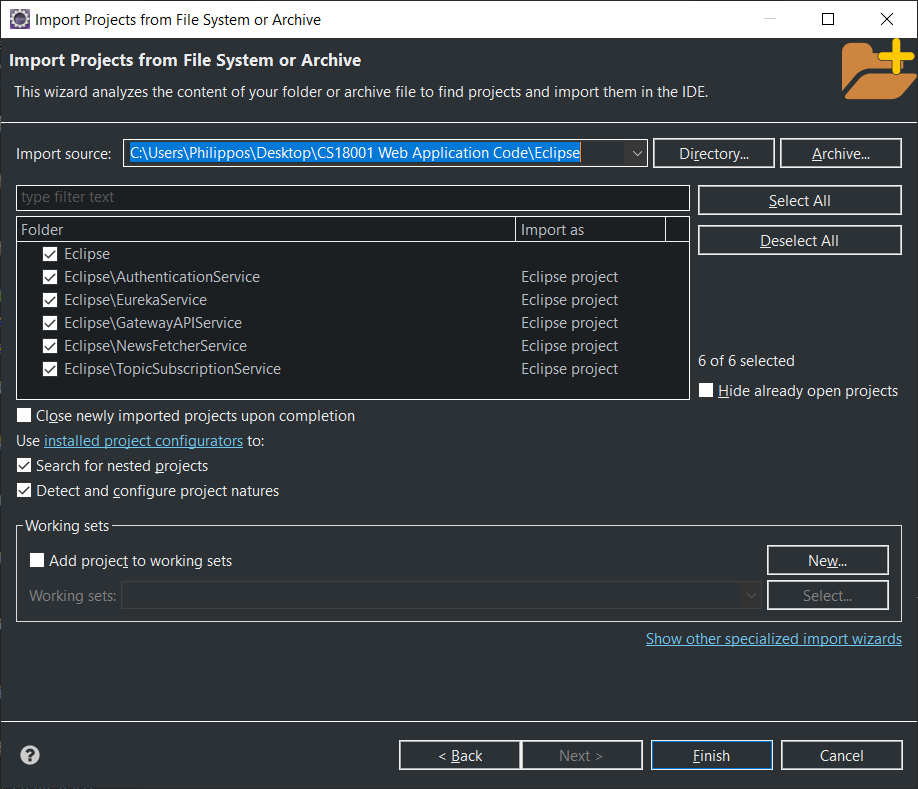 Import Projects from File System or Archive
Import Projects from File System or Archive
This wizard analyzes the content of your folder or archive file to find projects and import them in the IDE.
Import source: C:\Users\Philippos\Desktop\CS18001 Web Application Code\Eclipse Directory... Archive...
type filter text Select All
Folder Import as
Deselect All
Eclipse
Eclipse\AuthenticationService Eclipse project
Eclipse\EurekaService Eclipse project
Eclipse\GatewayAPIService Eclipse project
Eclipse\NewsFetcherService Eclipse project
Eclipse\TopicSubscriptionService Eclipse project
6 of 6 selected
Hide already open projects
Close newly imported projects upon completion
Use installed project configurators to:
Search for nested projects
Detect and configure project natures
Working sets
Add project to working sets New...
Working sets: Select...
Show other specialized import wizards
? < Back Next > Finish Cancel